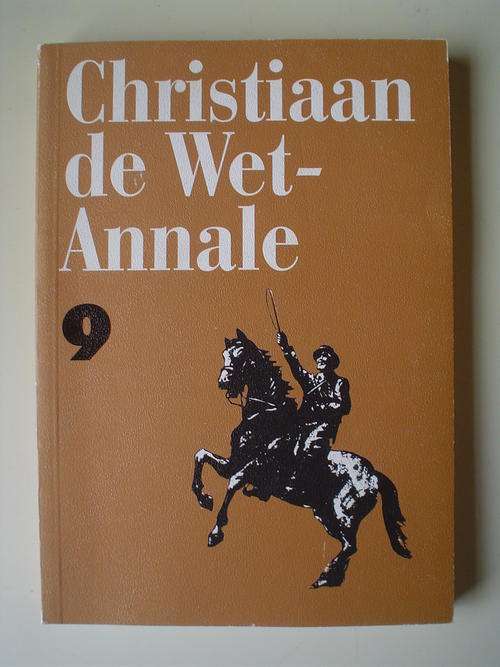 Christiaan
de Wet-
Annale
9